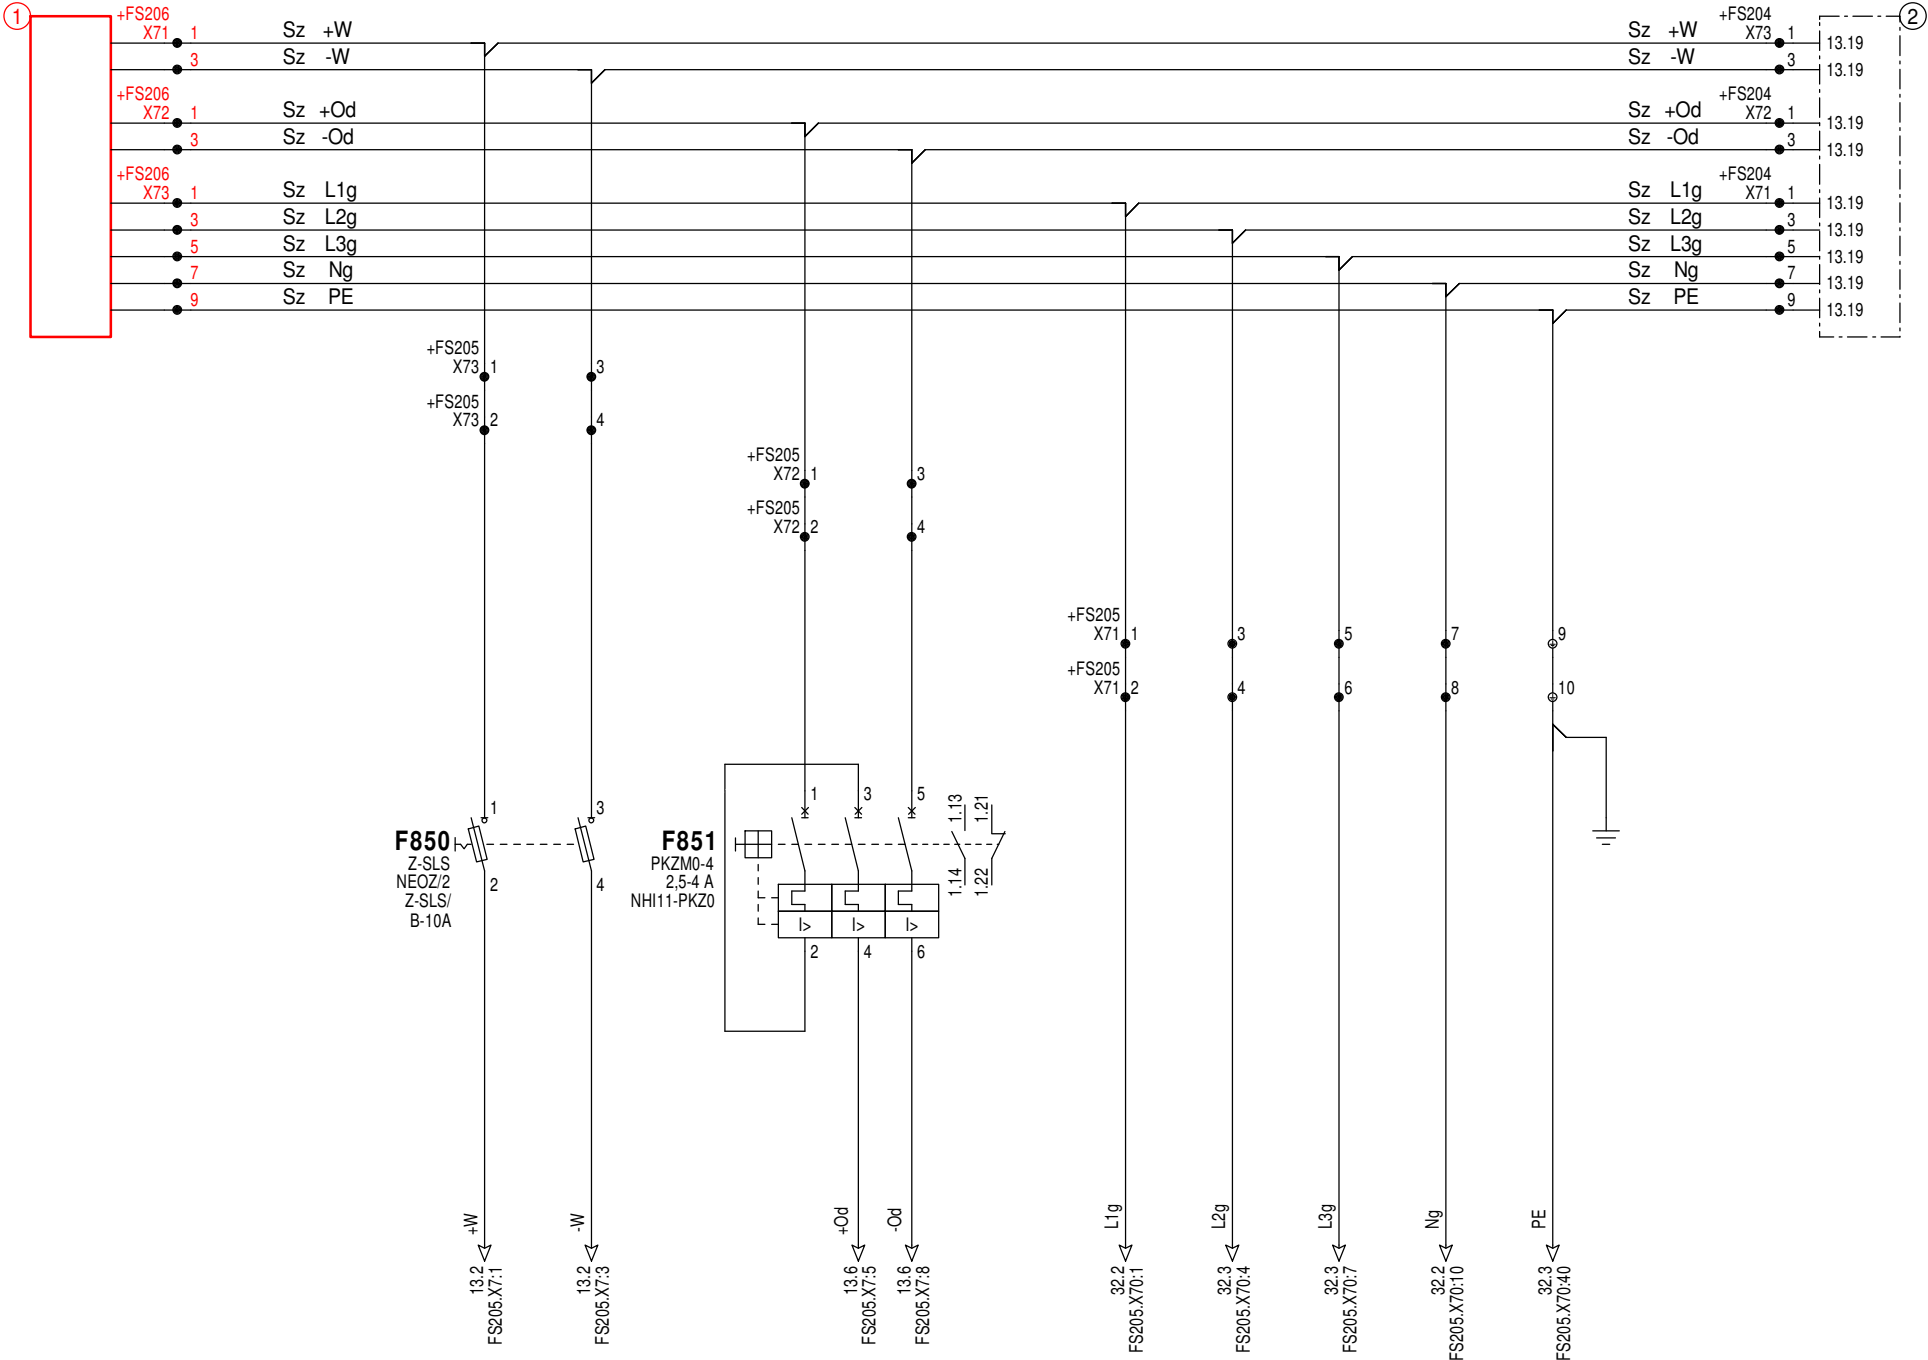 1
+FS206
X71 1 Sz +W
3 Sz -W
+FS206
X72 1 Sz +Od
3 Sz -Od
+FS206
X73 1 Sz L1g
3 Sz L2g
5 Sz L3g
7 Sz Ng
9 Sz PE
2
+FS204
Sz +W X73 1 13.19
Sz -W 3 13.19
+FS204
Sz +Od X72 1 13.19
Sz -Od 3 13.19
+FS204
Sz L1g X71 1 13.19
Sz L2g 3 13.19
Sz L3g 5 13.19
Sz Ng 7 13.19
Sz PE 9 13.19
+FS205
X73 1 3
+FS205
X73 2 4
+FS205
X72 1 3
+FS205
X72 2 4
+FS205
X71 1 3 5 7 9
+FS205
X71 2 4 6 8 10
1 3
F850
Z-SLS
NEOZ/2
Z-SLS/
B-10A
2 4
1 3 5
1.13 1.21
F851
PKZM0-4
2,5-4 A
NHI11-PKZ0
1.14 1.22
I> I> I>
2 4 6
+W
13.2
FS205.X7:1
-W
13.2
FS205.X7:3
+Od
13.6
FS205.X7:5
-Od
13.6
FS205.X7:8
L1g
32.2
FS205.X70:1
L2g
32.3
FS205.X70:4
L3g
32.3
FS205.X70:7
Ng
32.2
FS205.X70:10
PE
32.3
FS205.X70:40